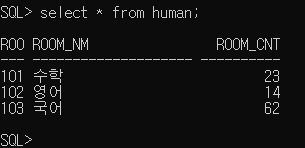 SQL> select * from human;
ROO ROOM_NM ROOM_CNT
--- -------------------- ----------
101 수학 23
102 영어 14
103 국어 62
SQL>